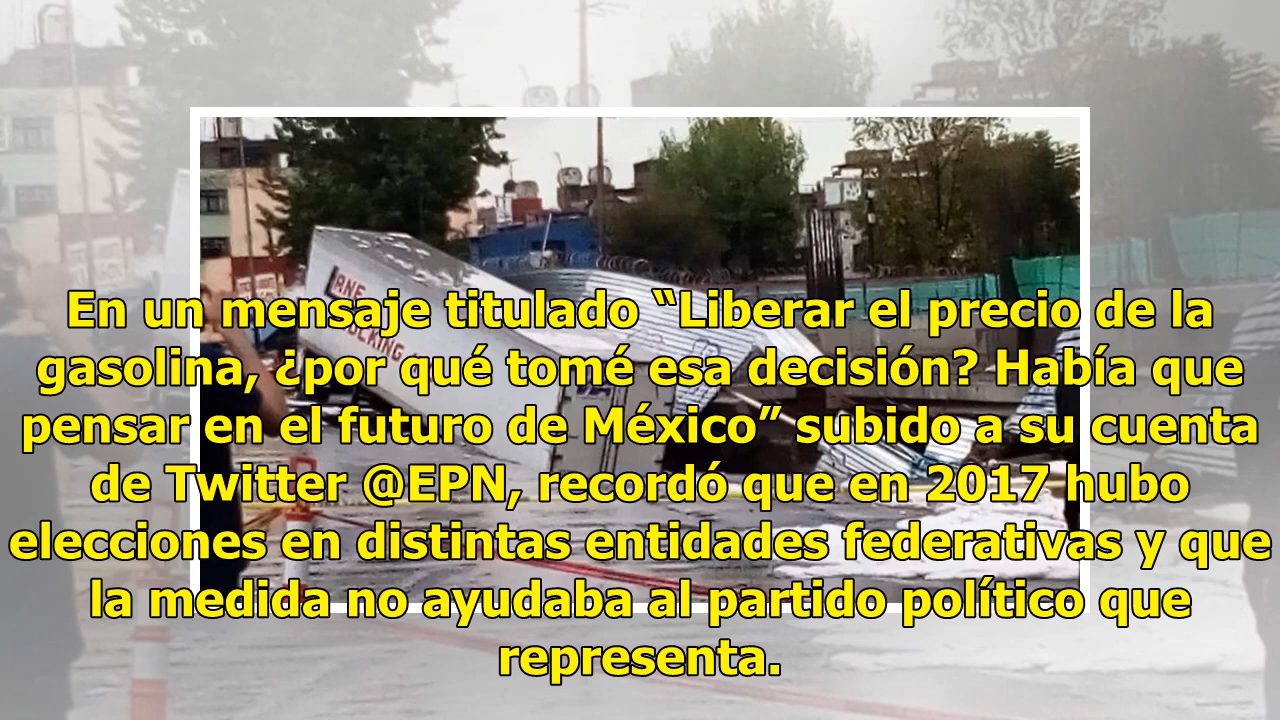 En un mensaje titulado “Liberar el precio de la
gasolina, ¿por qué tomé esa decisión? Había que
pensar en el futuro de México” subido a su cuenta
de Twitter @EPN, recordó que en 2017 hubo
elecciones en distintas entidades federativas y que
la medida no ayudaba al partido político que
representa.